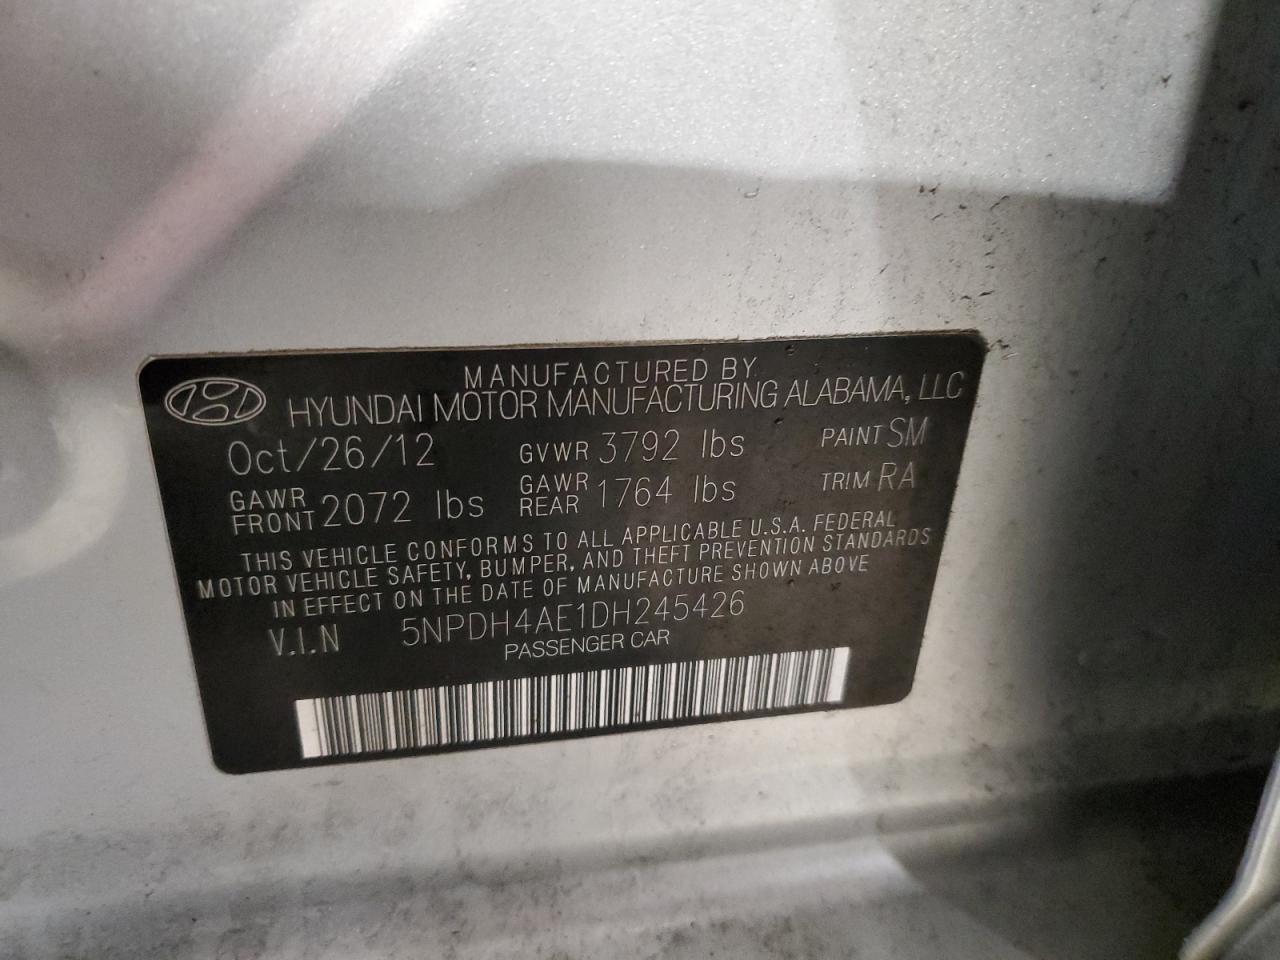 MANUFACTURED BY
HYUNDAI MOTOR MANUFACTURING ALABAMA, LLC
Oct/26/12 GVWR 3792 lbs PAINT SM
GAWR FRONT 2072 lbs GAWR REAR 1764 lbs TRIM RA
THIS VEHICLE CONFORMS TO ALL APPLICABLE U.S.A. FEDERAL
MOTOR VEHICLE SAFETY, BUMPER, AND THEFT PREVENTION STANDARDS
IN EFFECT ON THE DATE OF MANUFACTURE SHOWN ABOVE
V.I.N 5NPDH4AE1DH245426
PASSENGER CAR